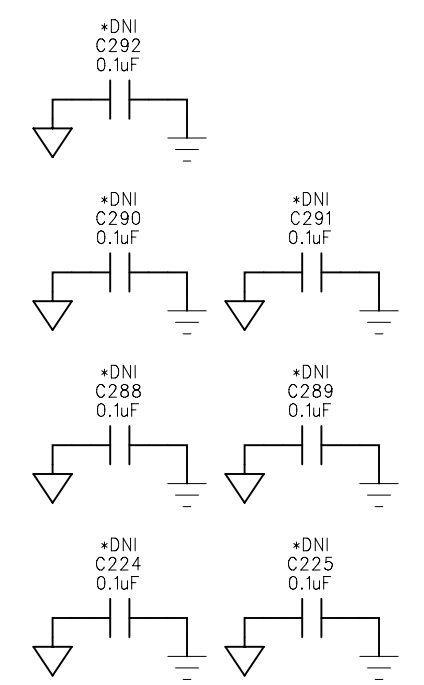 *DNI
C292
0.1uF
*DNI
C290
0.1uF
*DNI
C291
0.1uF
*DNI
C288
0.1uF
*DNI
C289
0.1uF
*DNI
C224
0.1uF
*DNI
C225
0.1uF